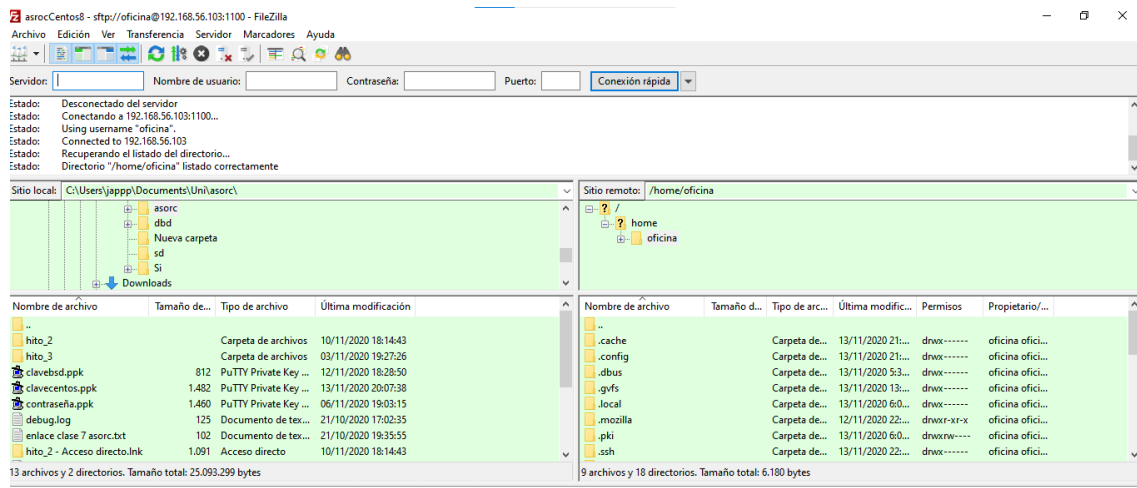 asrocCentos8 - sftp://oficina@192.168.56.103:1100 - FileZilla
Archivo Edición Ver Transferencia Servidor Marcadores Ayuda
Servidor: Nombre de usuario: Contraseña: Puerto: Conexión rápida
Estado: Desconectado del servidor
Estado: Conectando a 192.168.56.103:1100...
Estado: Using username "oficina".
Estado: Connected to 192.168.56.103
Estado: Recuperando el listado del directorio...
Estado: Directorio "/home/oficina" listado correctamente
Sitio local: C:\Users\jappp\Documents\Uni\asorc\
asorc
dbd
Nueva carpeta
sd
Si
Downloads
Sitio remoto: /home/oficina
/
home
oficina
Nombre de archivo Tamaño de... Tipo de archivo Última modificación
..
hito_2 Carpeta de archivos 10/11/2020 18:14:43
hito_3 Carpeta de archivos 03/11/2020 19:27:26
clavebsd.ppk 812 PuTTY Private Key ... 12/11/2020 18:28:50
clavecentos.ppk 1.482 PuTTY Private Key ... 13/11/2020 20:07:38
contraseña.ppk 1.460 PuTTY Private Key ... 06/11/2020 19:03:15
debug.log 125 Documento de tex... 21/10/2020 17:02:35
enlace clase 7 asorc.txt 102 Documento de tex... 21/10/2020 19:35:55
hito_2 - Acceso directo.lnk 1.091 Acceso directo 10/11/2020 18:14:43
13 archivos y 2 directorios. Tamaño total: 25.093.299 bytes
Nombre de archivo Tamaño d... Tipo de arc... Última modific... Permisos Propietario/...
..
.cache Carpeta de... 13/11/2020 21:... drwx------ oficina ofici...
.config Carpeta de... 13/11/2020 21:... drwx------ oficina ofici...
.dbus Carpeta de... 13/11/2020 5:3... drwx------ oficina ofici...
.gvfs Carpeta de... 13/11/2020 13:... drwx------ oficina ofici...
.local Carpeta de... 13/11/2020 6:0... drwx------ oficina ofici...
.mozilla Carpeta de... 12/11/2020 22:... drwxr-xr-x oficina ofici...
.pki Carpeta de... 13/11/2020 6:0... drwxrw---- oficina ofici...
.ssh Carpeta de... 13/11/2020 22:... drwx------ oficina ofici...
9 archivos y 18 directorios. Tamaño total: 6.180 bytes